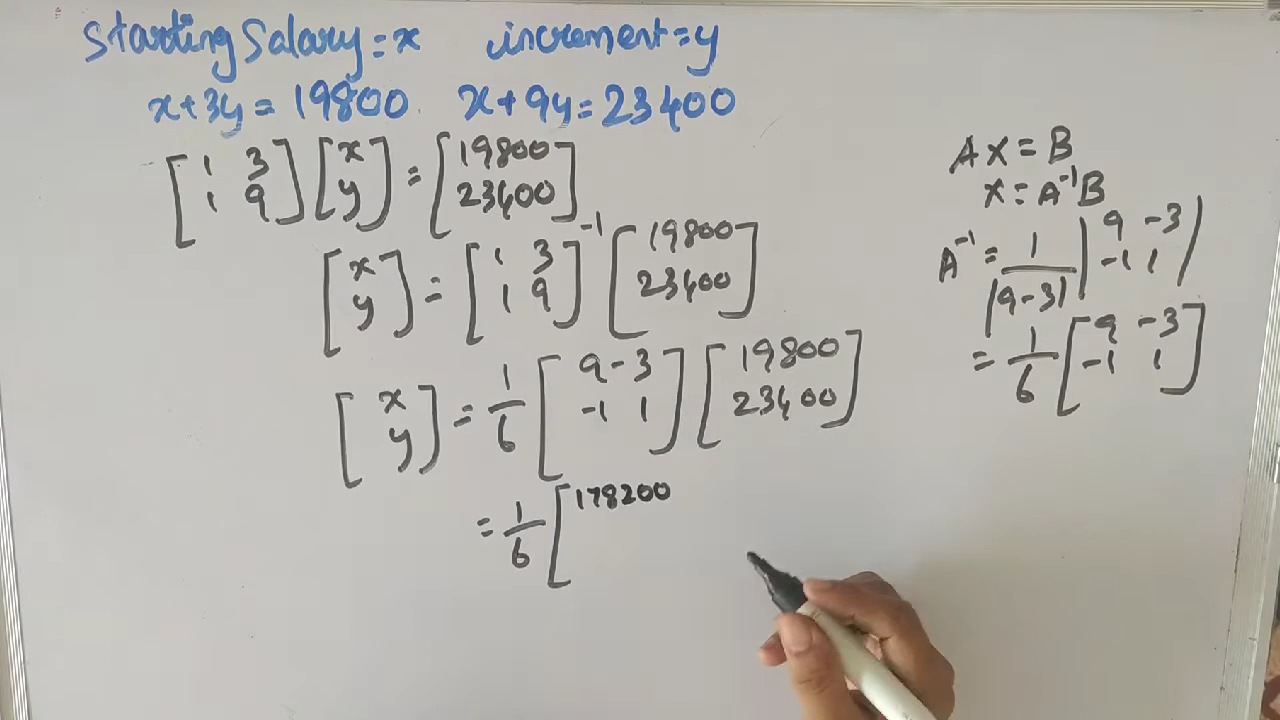 Starting Salary = x increment = y
x+3y = 19800. x+9y = 23400
[1 3 1 9] [x y] = [19800 23400]
[x y] = [1 3 1 9]⁻¹ [19800 23400]
[x y] = 1/6 [9 -3 -1 1] [19800 23400]
= 1/6 [178200
AX = B
X = A⁻¹B
A⁻¹ = 1/|9-3| |9 -3 -1 1|
= 1/6 [9 -3 -1 1]